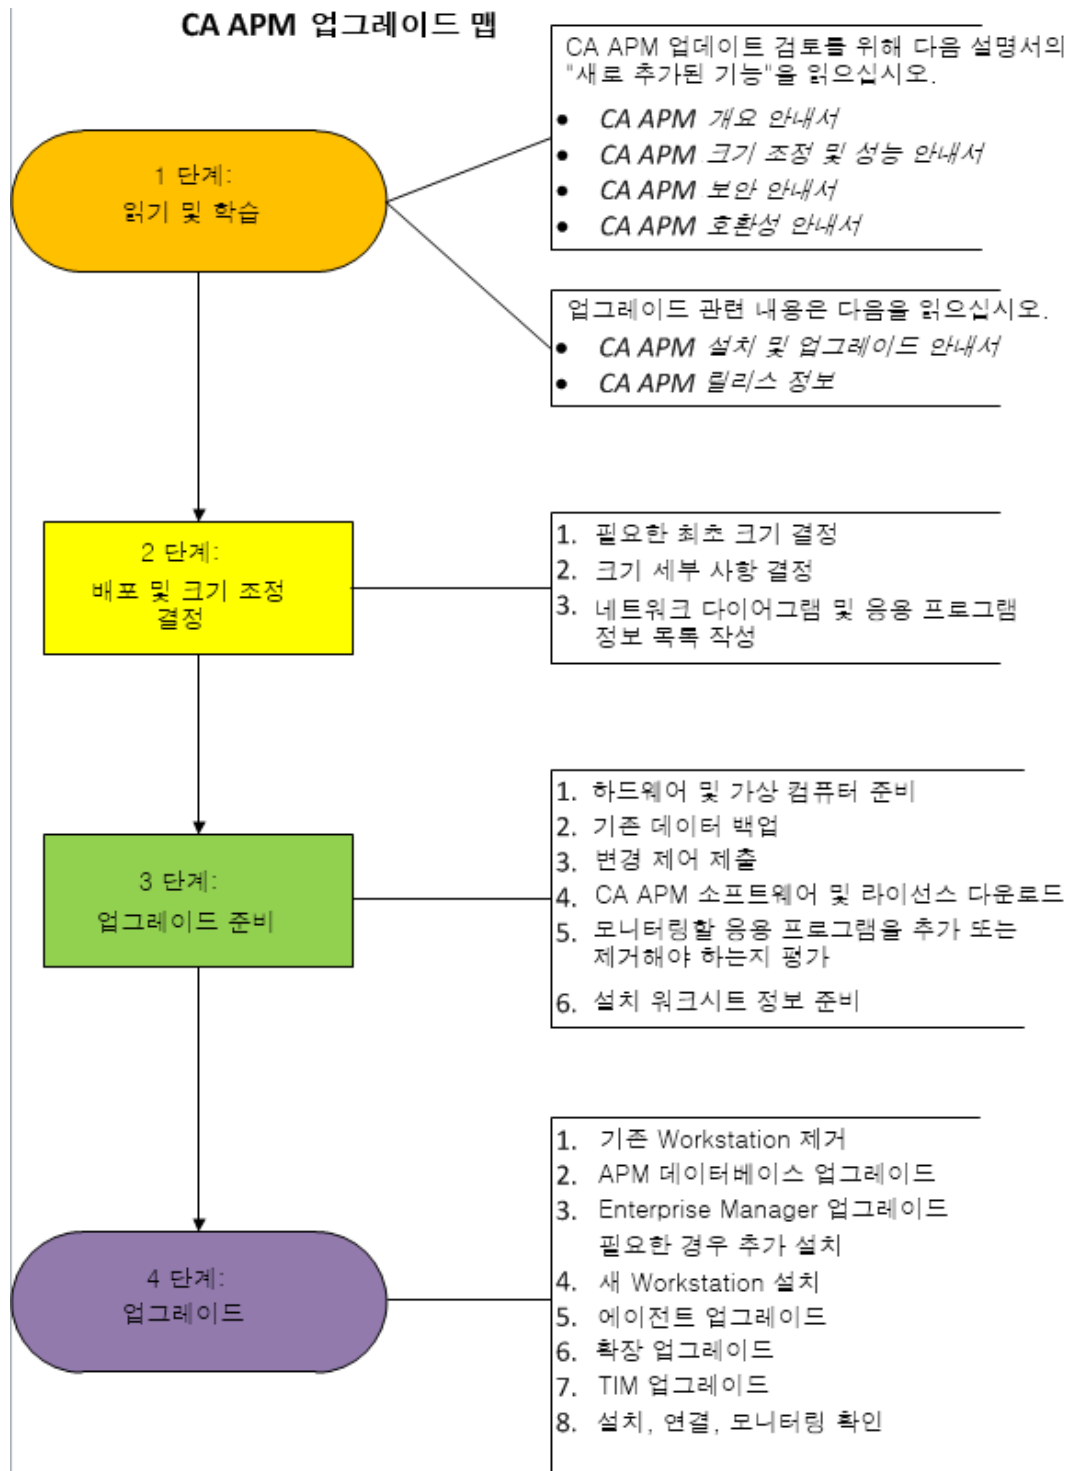 CA APM 업그레이드 맵
CA APM 업데이트 검토를 위해 다음 설명서의
"새로 추가된 기능"을 읽으십시오.
• CA APM 개요 안내서
• CA APM 크기 조정 및 성능 안내서
• CA APM 보안 안내서
• CA APM 호환성 안내서
1 단계:
읽기 및 학습
업그레이드 관련 내용은 다음을 읽으십시오.
• CA APM 설치 및 업그레이드 안내서
• CA APM 릴리스 정보
2 단계:
배포 및 크기 조정
결정
1. 필요한 최초 크기 결정
2. 크기 세부 사항 결정
3. 네트워크 다이어그램 및 응용 프로그램
정보 목록 작성
3 단계:
업그레이드 준비
1. 하드웨어 및 가상 컴퓨터 준비
2. 기존 데이터 백업
3. 변경 제어 제출
4. CA APM 소프트웨어 및 라이선스 다운로드
5. 모니터링할 응용 프로그램을 추가 또는
제거해야 하는지 평가
6. 설치 워크시트 정보 준비
4 단계:
업그레이드
1. 기존 Workstation 제거
2. APM 데이터베이스 업그레이드
3. Enterprise Manager 업그레이드
필요한 경우 추가 설치
4. 새 Workstation 설치
5. 에이전트 업그레이드
6. 확장 업그레이드
7. TIM 업그레이드
8. 설치, 연결, 모니터링 확인